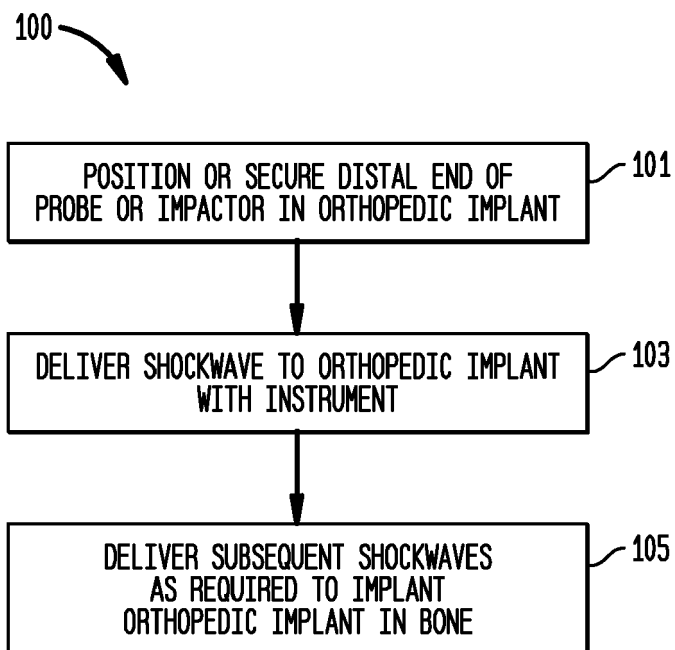 100
POSITION OR SECURE DISTAL END OF
PROBE OR IMPACTOR IN ORTHOPEDIC IMPLANT
101
DELIVER SHOCKWAVE TO ORTHOPEDIC IMPLANT
WITH INSTRUMENT
103
DELIVER SUBSEQUENT SHOCKWAVES
AS REQUIRED TO IMPLANT
ORTHOPEDIC IMPLANT IN BONE
105